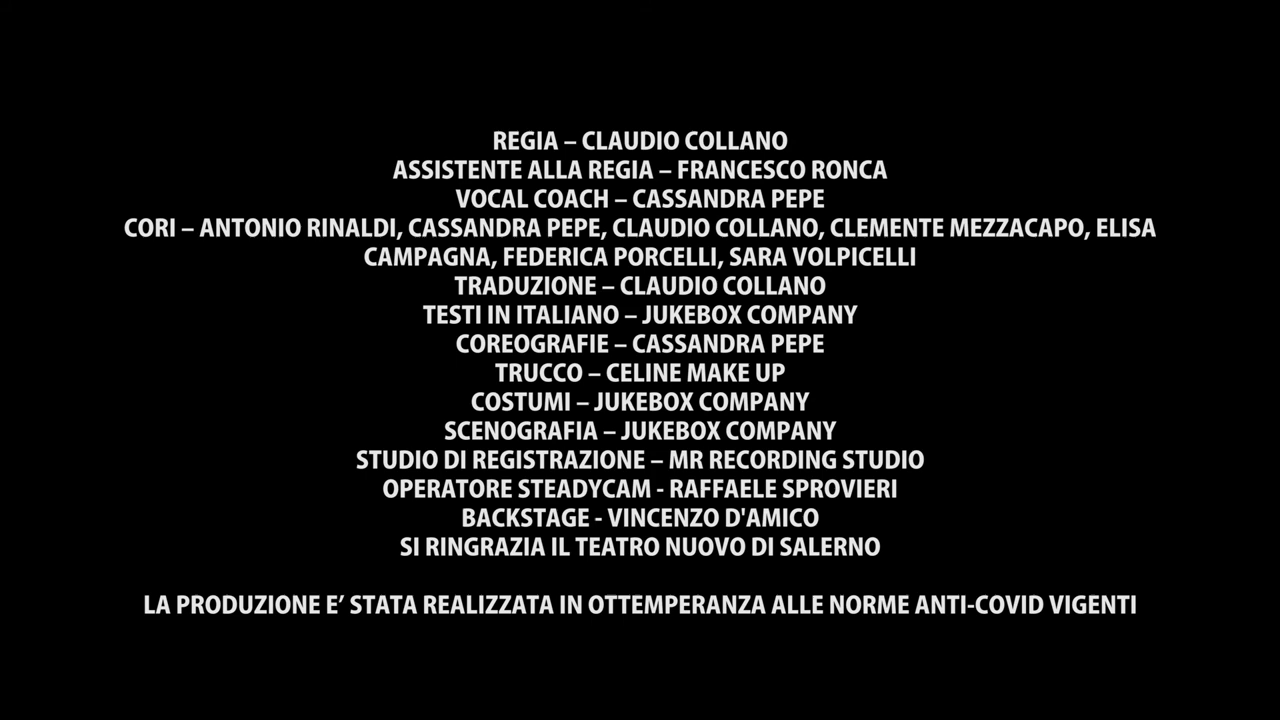 REGIA – CLAUDIO COLLANO
ASSISTENTE ALLA REGIA – FRANCESCO RONCA
VOCAL COACH – CASSANDRA PEPE
CORI – ANTONIO RINALDI, CASSANDRA PEPE, CLAUDIO COLLANO, CLEMENTE MEZZACAPO, ELISA
CAMPAGNA, FEDERICA PORCELLI, SARA VOLPICELLI
TRADUZIONE – CLAUDIO COLLANO
TESTI IN ITALIANO – JUKEBOX COMPANY
COREOGRAFIE – CASSANDRA PEPE
TRUCCO – CELINE MAKE UP
COSTUMI – JUKEBOX COMPANY
SCENOGRAFIA – JUKEBOX COMPANY
STUDIO DI REGISTRAZIONE – MR RECORDING STUDIO
OPERATORE STEADYCAM - RAFFAELE SPROVIERI
BACKSTAGE - VINCENZO D'AMICO
SI RINGRAZIA IL TEATRO NUOVO DI SALERNO
LA PRODUZIONE E’ STATA REALIZZATA IN OTTEMPERANZA ALLE NORME ANTI-COVID VIGENTI